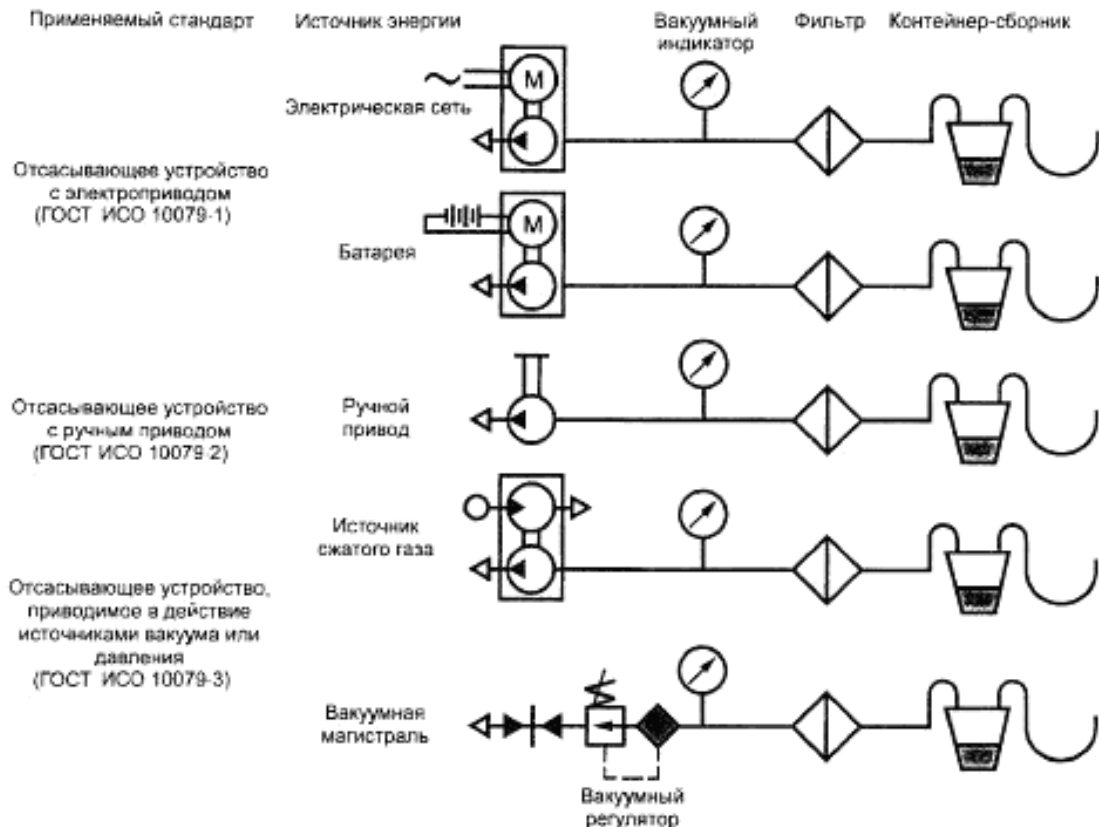 Применяемый стандарт
Источник энергии
Вакуумный
индикатор
Фильтр
Контейнер-сборник
M
Электрическая сеть
Отсасывающее устройство
с электроприводом
(ГОСТ ИСО 10079-1)
M
Батарея
Отсасывающее устройство
с ручным приводом
(ГОСТ ИСО 10079-2)
Ручной
привод
Источник
сжатого газа
Отсасывающее устройство,
приводимое в действие
источниками вакуума или
давления
(ГОСТ ИСО 10079-3)
Вакуумная
магистраль
Вакуумный
регулятор